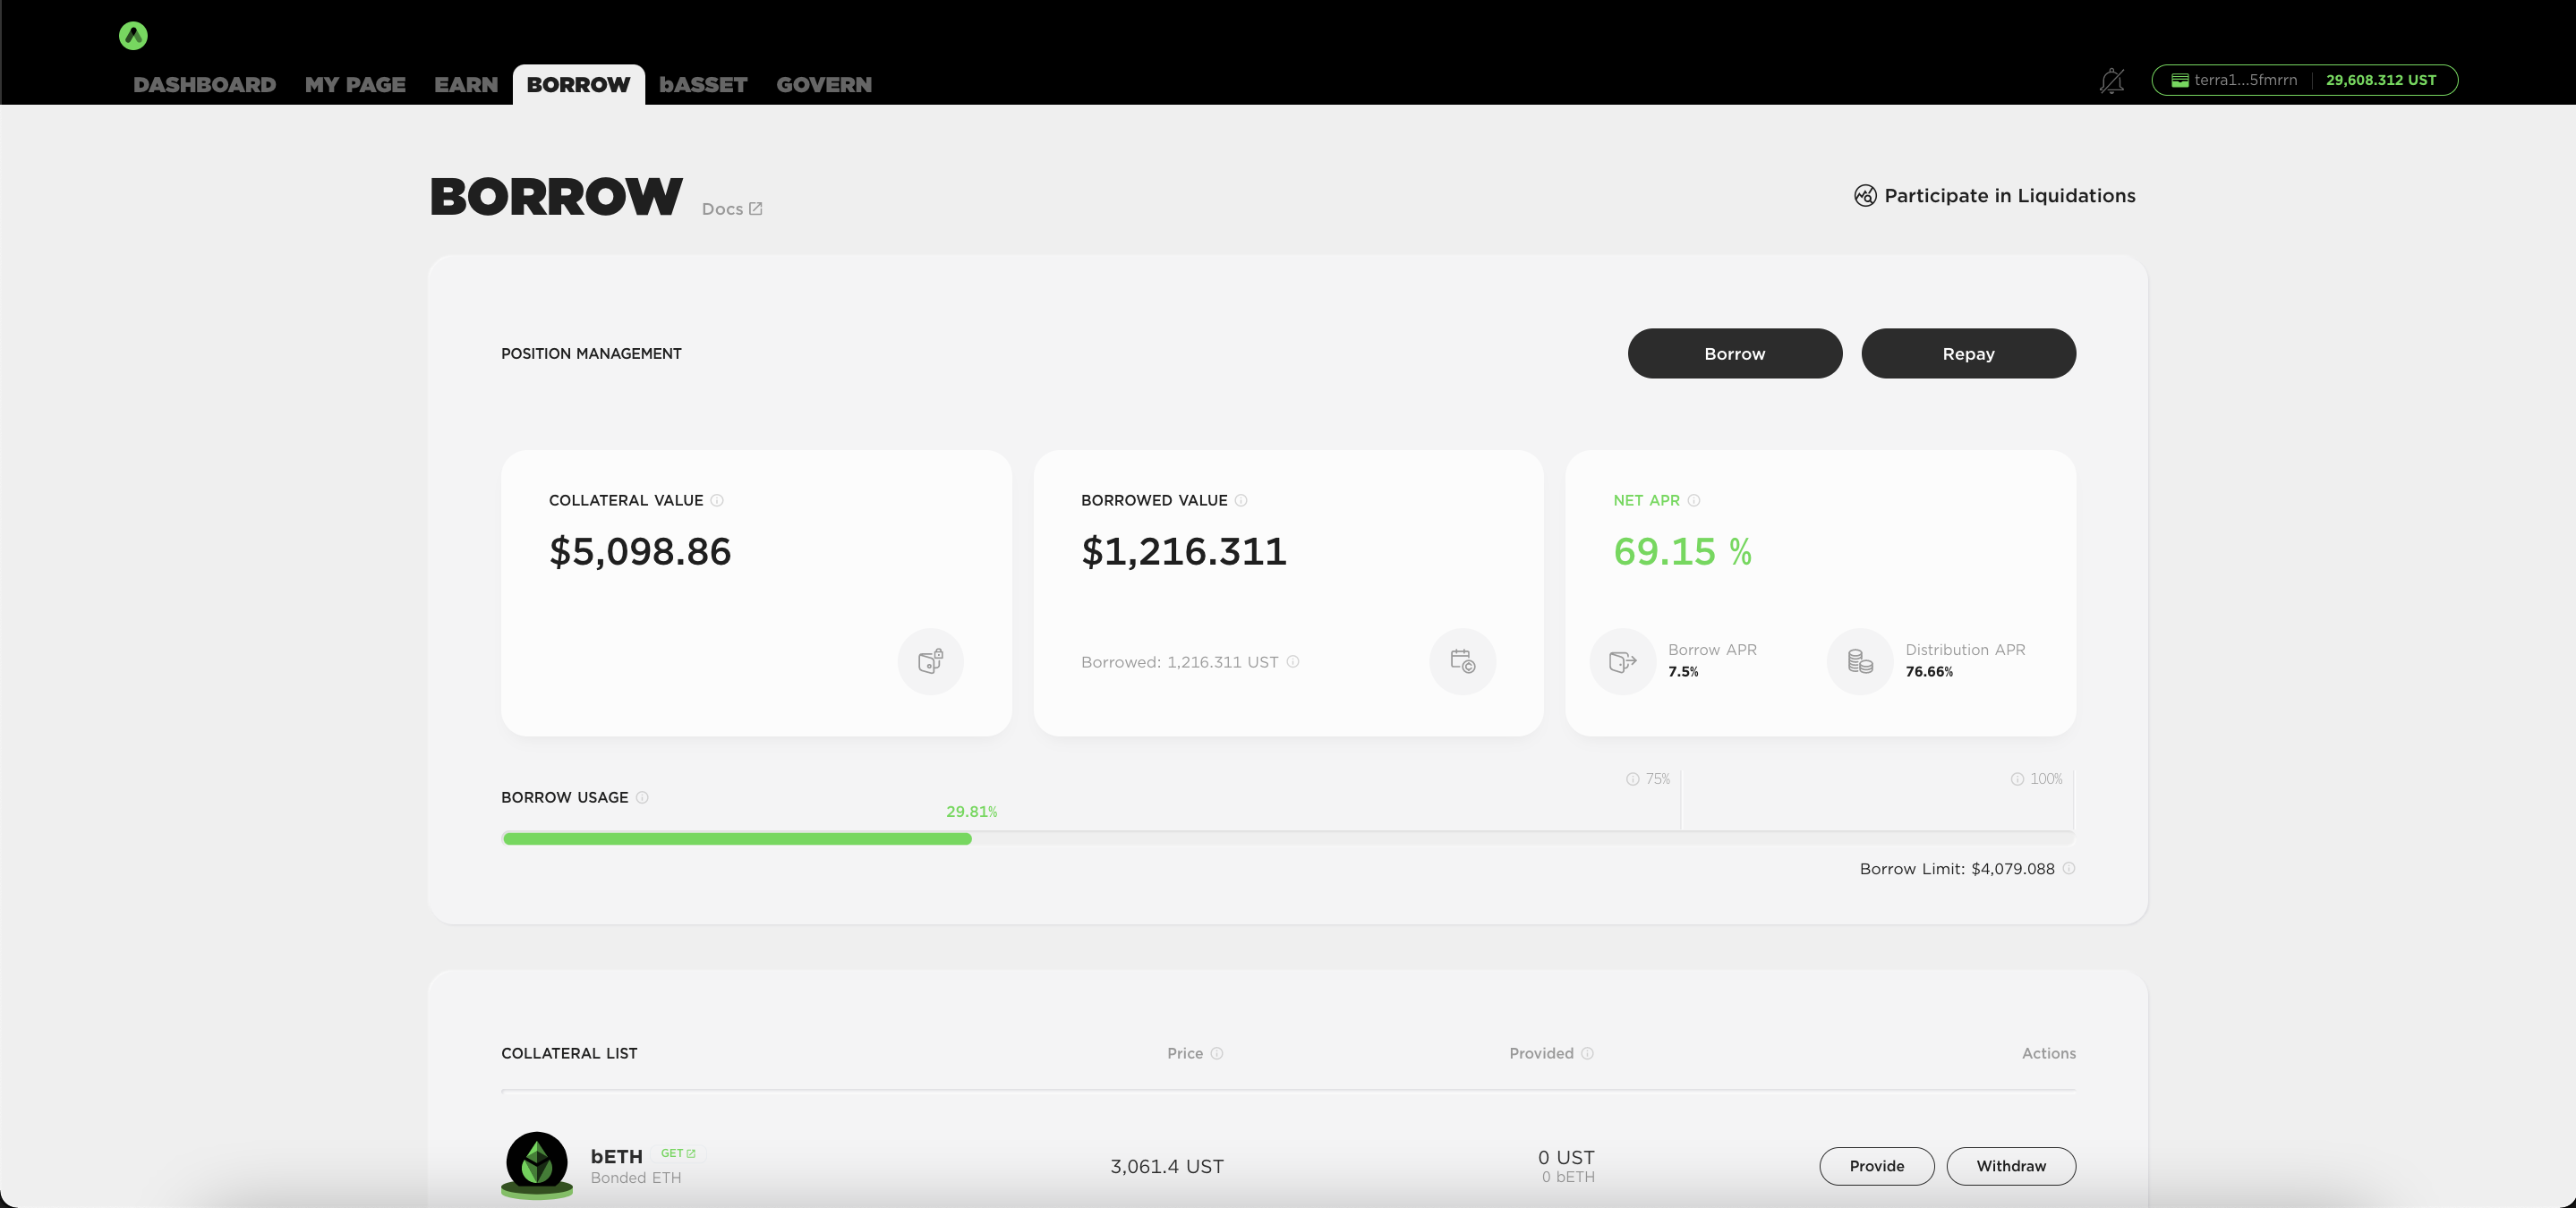 DASHBOARD MY PAGE EARN BORROW bASSET GOVERN
terra1...5fmrrn 29,608.312 UST
BORROW Docs
Participate in Liquidations
POSITION MANAGEMENT
Borrow Repay
COLLATERAL VALUE
$5,098.86
BORROWED VALUE
$1,216.311
Borrowed: 1,216.311 UST
NET APR
69.15 %
Borrow APR
7.5%
Distribution APR
76.66%
BORROW USAGE
29.81%
75%
100%
Borrow Limit: $4,079.088
COLLATERAL LIST Price Provided Actions
bETH GET
Bonded ETH
3,061.4 UST
0 UST
0 bETH
Provide Withdraw